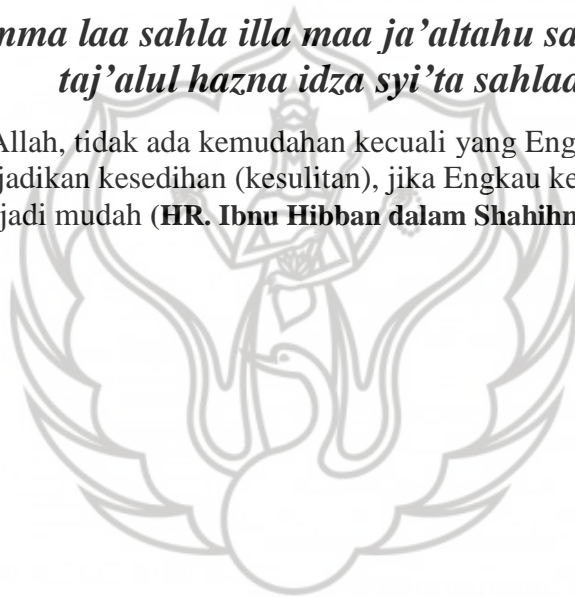 mma laa sahla illa maa ja’altahu sa
taj’alul hazna idza syi’ta sahlaa
Allah, tidak ada kemudahan kecuali yang Eng
jadikan kesedihan (kesulitan), jika Engkau ke
jadi mudah (HR. Ibnu Hibban dalam Shahihn